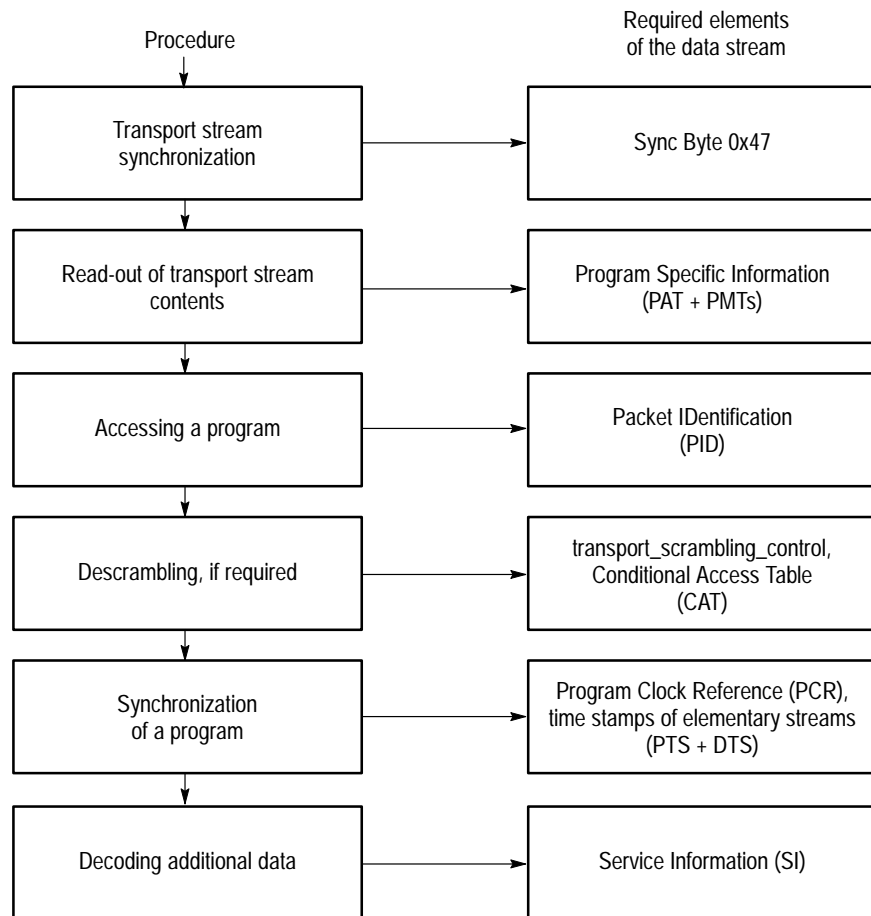 Procedure
Required elements
of the data stream
Transport stream
synchronization
Sync Byte 0x47
Read-out of transport stream
contents
Program Specific Information
(PAT + PMTs)
Accessing a program
Packet IDentification
(PID)
Descrambling, if required
transport_scrambling_control,
Conditional Access Table
(CAT)
Synchronization
of a program
Program Clock Reference (PCR),
time stamps of elementary streams
(PTS + DTS)
Decoding additional data
Service Information (SI)